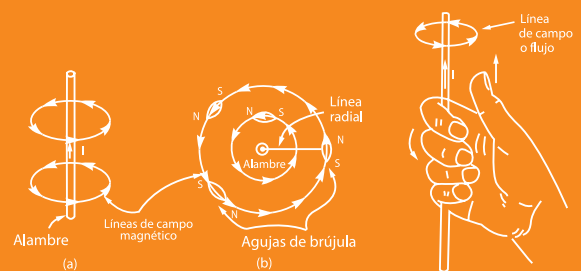 I
Alambre
(a)
Líneas de campo
magnético
S
N
S
N
N
S
S
N
Alambre
Línea
radial
Agujas de brújula
(b)
Línea
de campo
o flujo
I